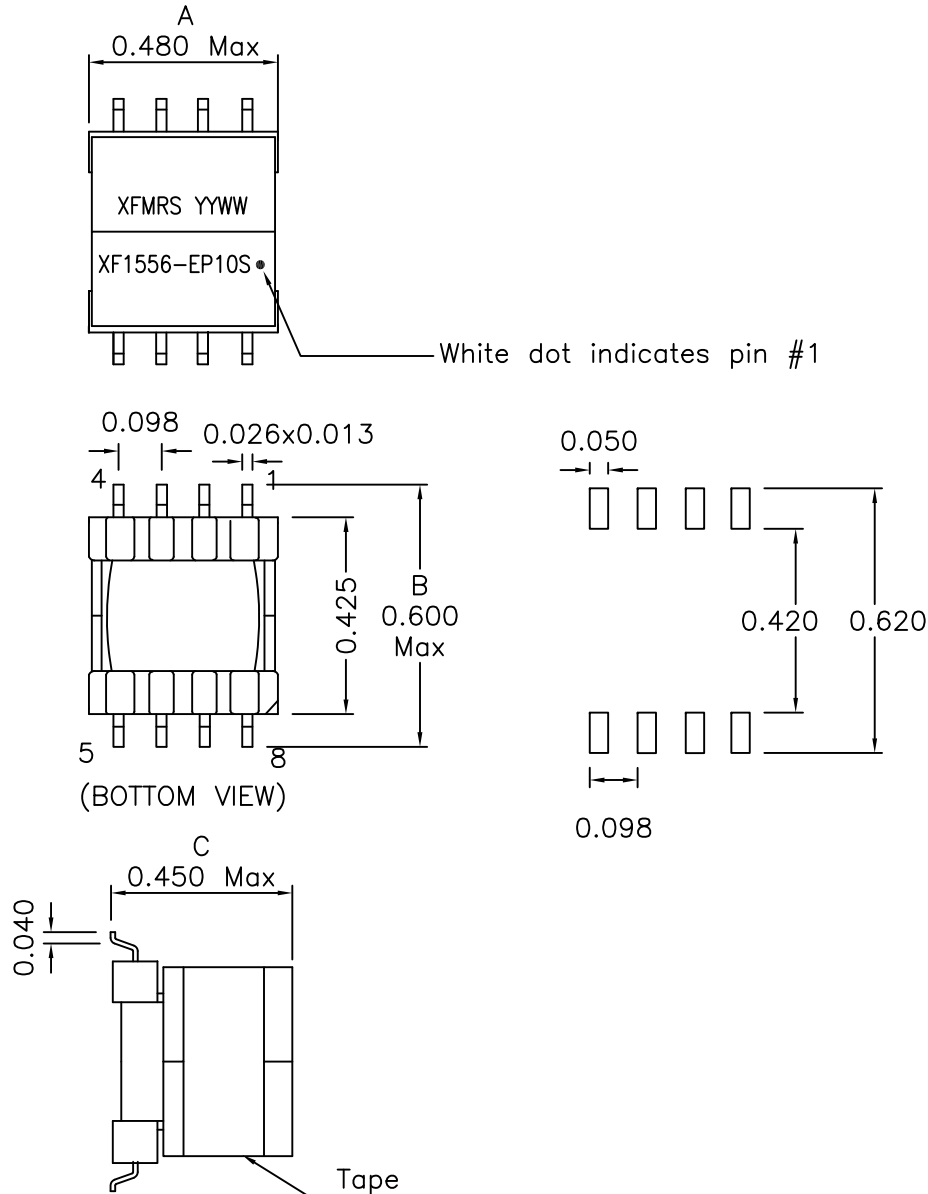 A
0.480 Max
XFMRS YYWW
XF1556-EP10S
White dot indicates pin #1
0.098
0.026x0.013
4
1
0.425
B
0.600
Max
5
8
(BOTTOM VIEW)
0.050
0.420
0.620
0.098
C
0.450 Max
0.040
Tape